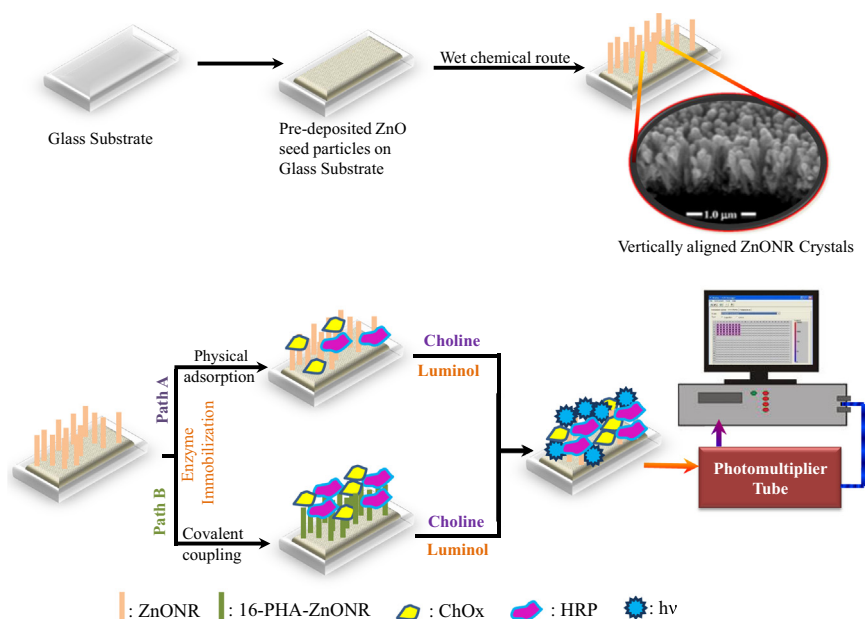 Wet chemical route
Glass Substrate
Pre-deposited ZnO
seed particles on
Glass Substrate
1.0 µm
Vertically aligned ZnONR Crystals
Path A
Path B
Enzyme
Immobilization
Physical
adsorption
Covalent
coupling
Choline
Luminol
Choline
Luminol
Photomultiplier
Tube
: ZnONR
: 16-PHA-ZnONR
: ChOx
: HRP
: hν